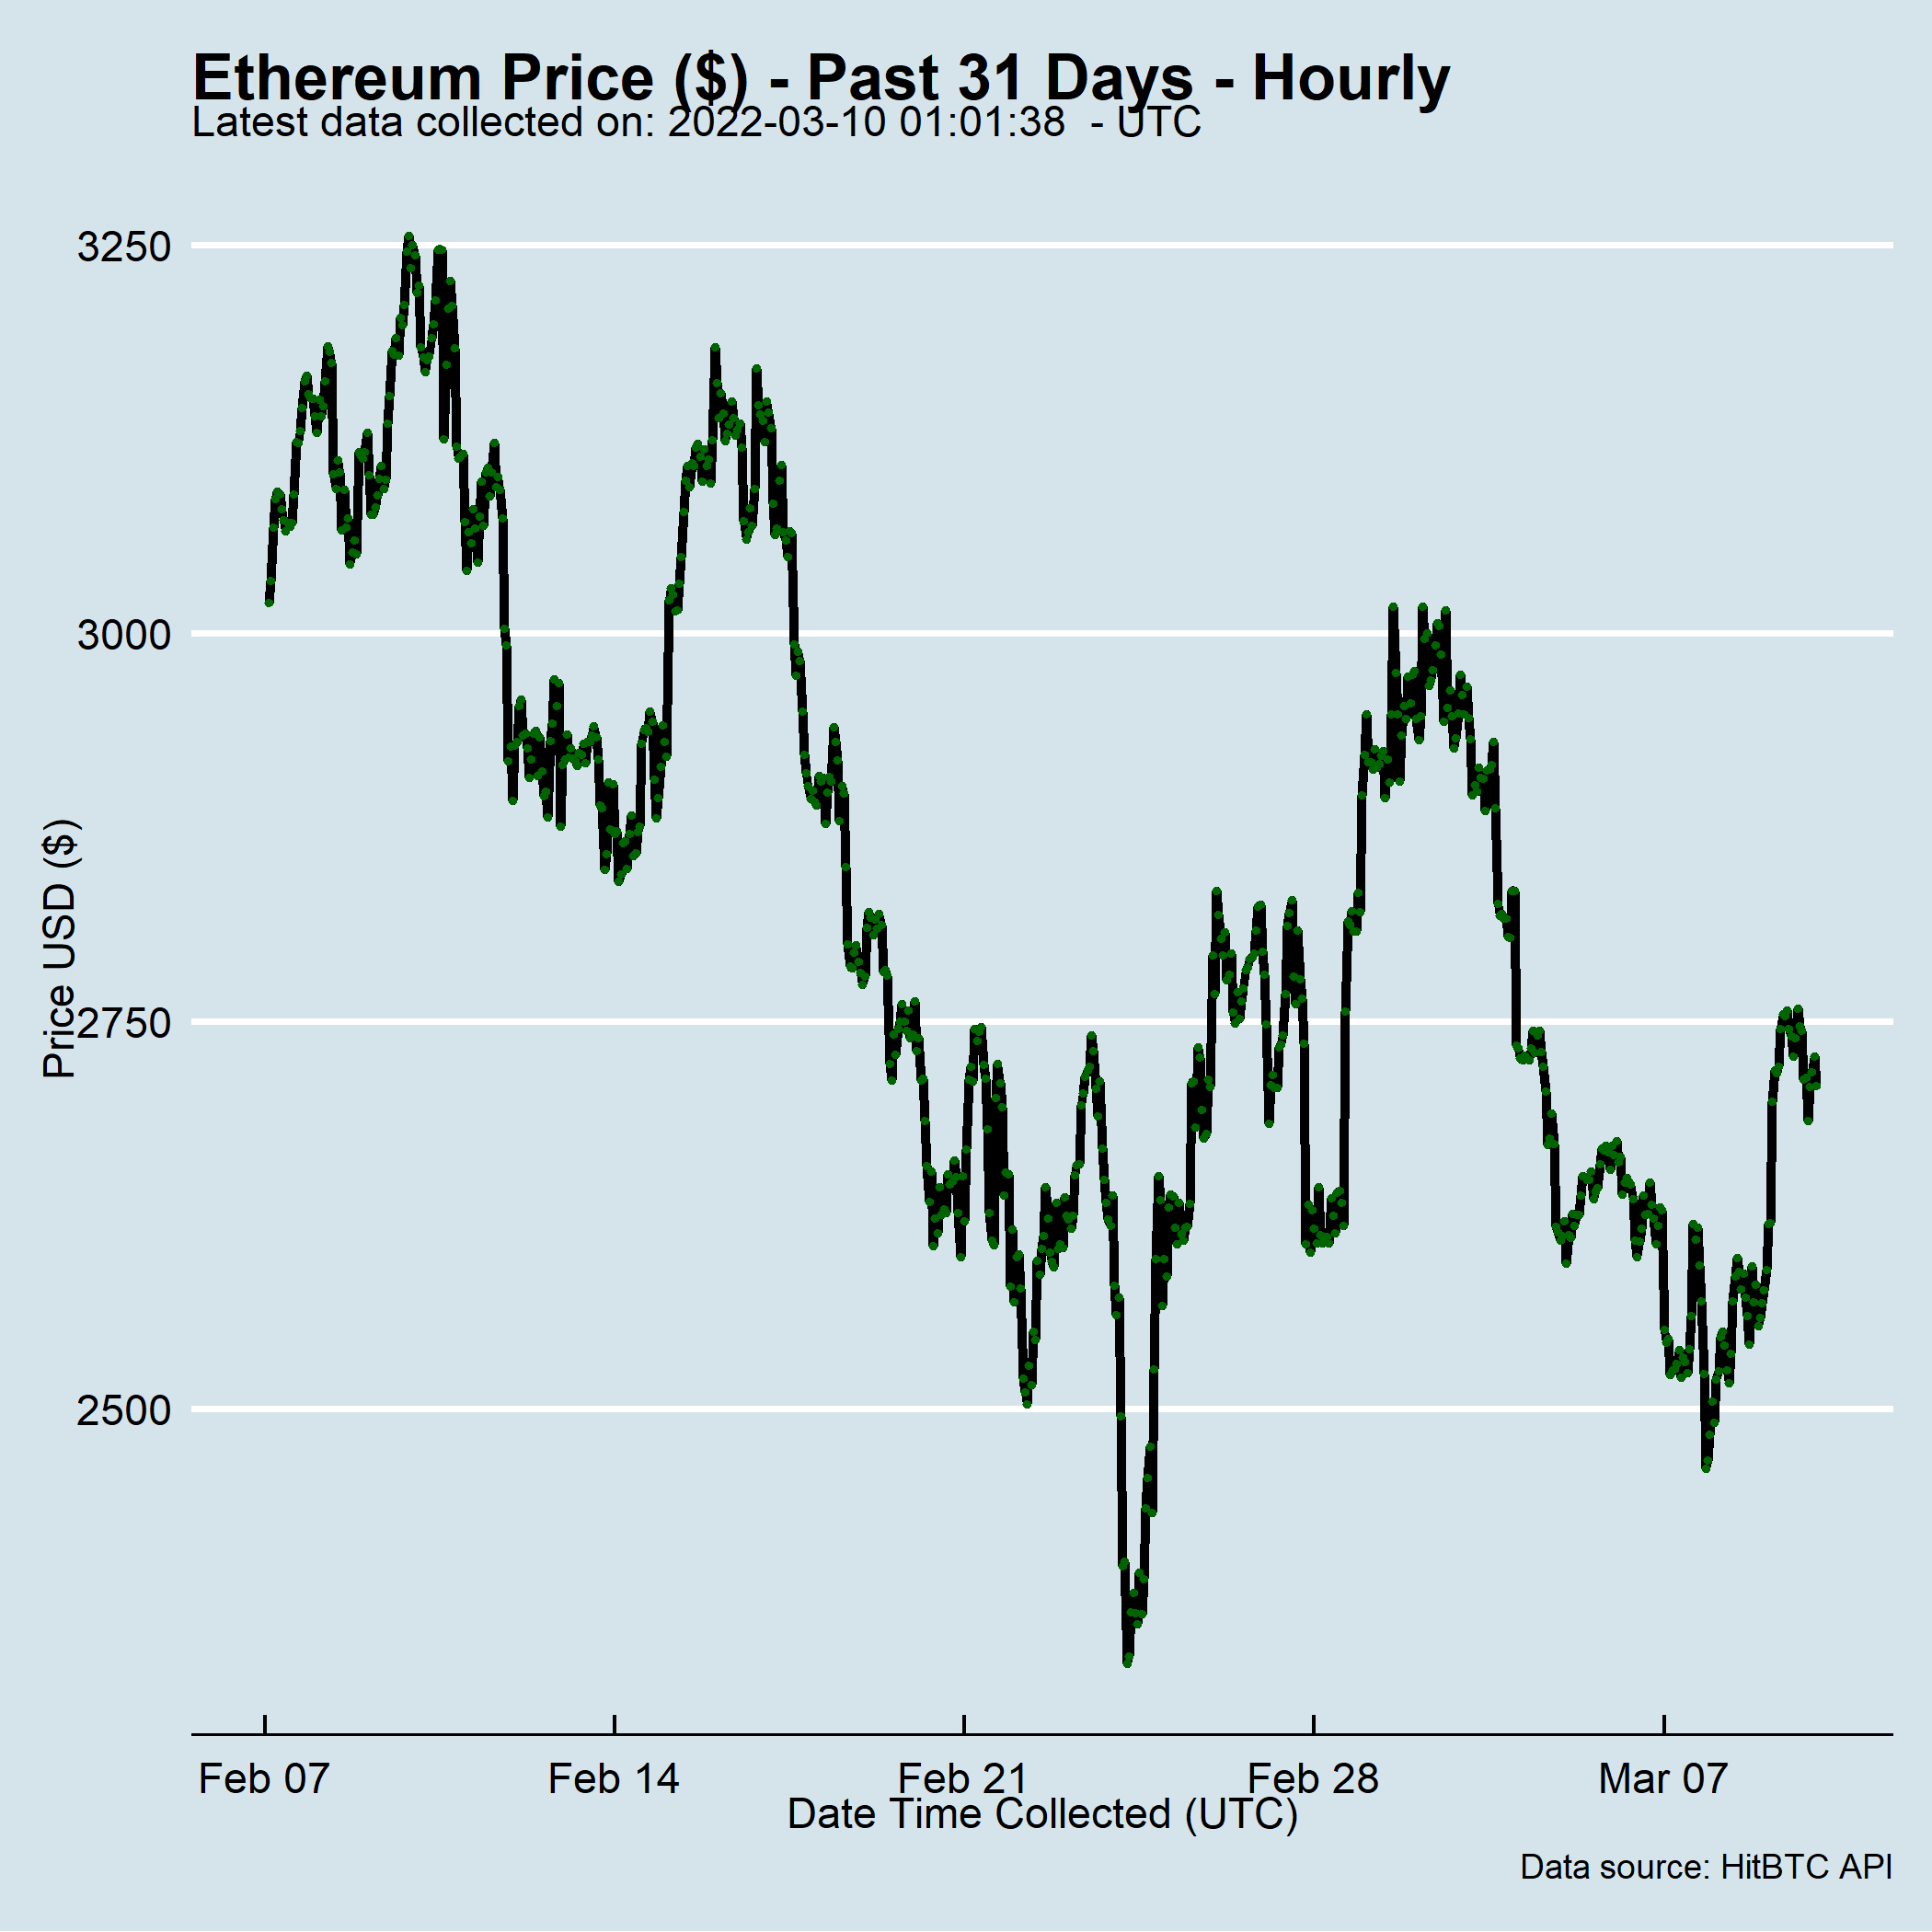 Ethereum Price ($) - Past 31 Days - Hourly
Latest data collected on: 2022-03-10 01:01:38  - UTC
3250
3000
2750
2500
Price USD ($)
Feb 07
Feb 14
Feb 21
Feb 28
Mar 07
Date Time Collected (UTC)
Data source: HitBTC API